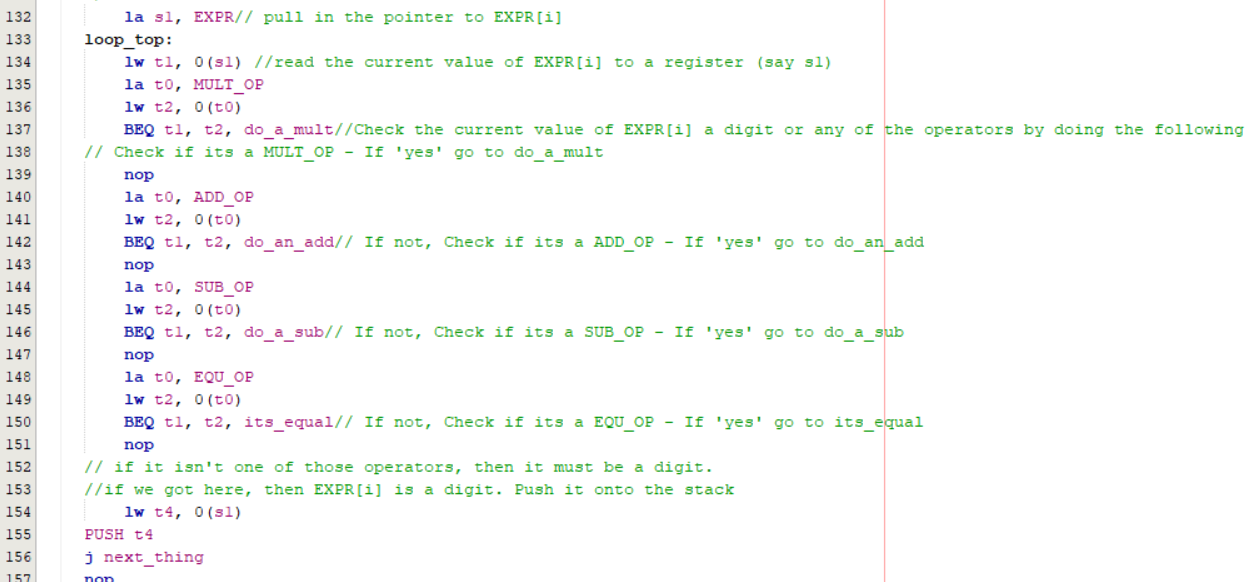 132 la s1, EXPR// pull in the pointer to EXPR[i]
133 loop_top:
134 lw t1, 0(s1) //read the current value of EXPR[i] to a register (say s1)
135 la t0, MULT_OP
136 lw t2, 0(t0)
137 BEQ t1, t2, do_a_mult//Check the current value of EXPR[i] a digit or any of the operators by doing the following
138 // Check if its a MULT_OP - If 'yes' go to do_a_mult
139 nop
140 la t0, ADD_OP
141 lw t2, 0(t0)
142 BEQ t1, t2, do_an_add// If not, Check if its a ADD_OP - If 'yes' go to do_an_add
143 nop
144 la t0, SUB_OP
145 lw t2, 0(t0)
146 BEQ t1, t2, do_a_sub// If not, Check if its a SUB_OP - If 'yes' go to do_a_sub
147 nop
148 la t0, EQU_OP
149 lw t2, 0(t0)
150 BEQ t1, t2, its_equal// If not, Check if its a EQU_OP - If 'yes' go to its_equal
151 nop
152 // if it isn't one of those operators, then it must be a digit.
153 //if we got here, then EXPR[i] is a digit. Push it onto the stack
154 lw t4, 0(s1)
155 PUSH t4
156 j next_thing
157 nop